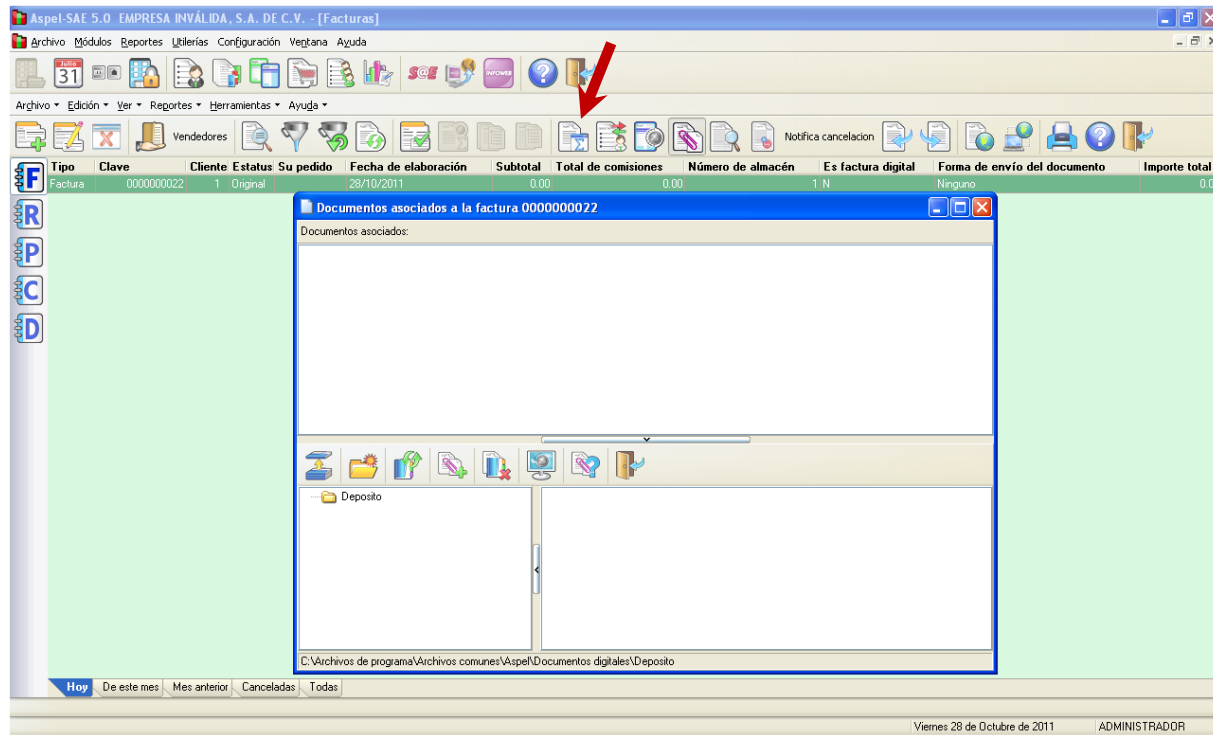 Aspel-SAE 5.0 EMPRESA INVÁLIDA, S.A. DE C.V. - [Facturas]
Archivo Módulos Reportes Utilerías Configuración Ventana Ayuda
Julio
31
S@E
INFOWEB
Archivo Edición Ver Reportes Herramientas Ayuda
Vendedores
Notifica cancelacion
Tipo Clave Cliente Estatus Su pedido Fecha de elaboración Subtotal Total de comisiones Número de almacén Es factura digital Forma de envío del documento Importe total
Factura 0000000022 1 Original 28/10/2011 0.00 0.00 1 N Ninguno
F
R
P
C
D
Documentos asociados a la factura 0000000022
Documentos asociados:
Deposito
C:\Archivos de programa\Archivos comunes\Aspel\Documentos digitales\Deposito
Hoy De este mes Mes anterior Canceladas Todas
Viernes 28 de Octubre de 2011 ADMINISTRADOR